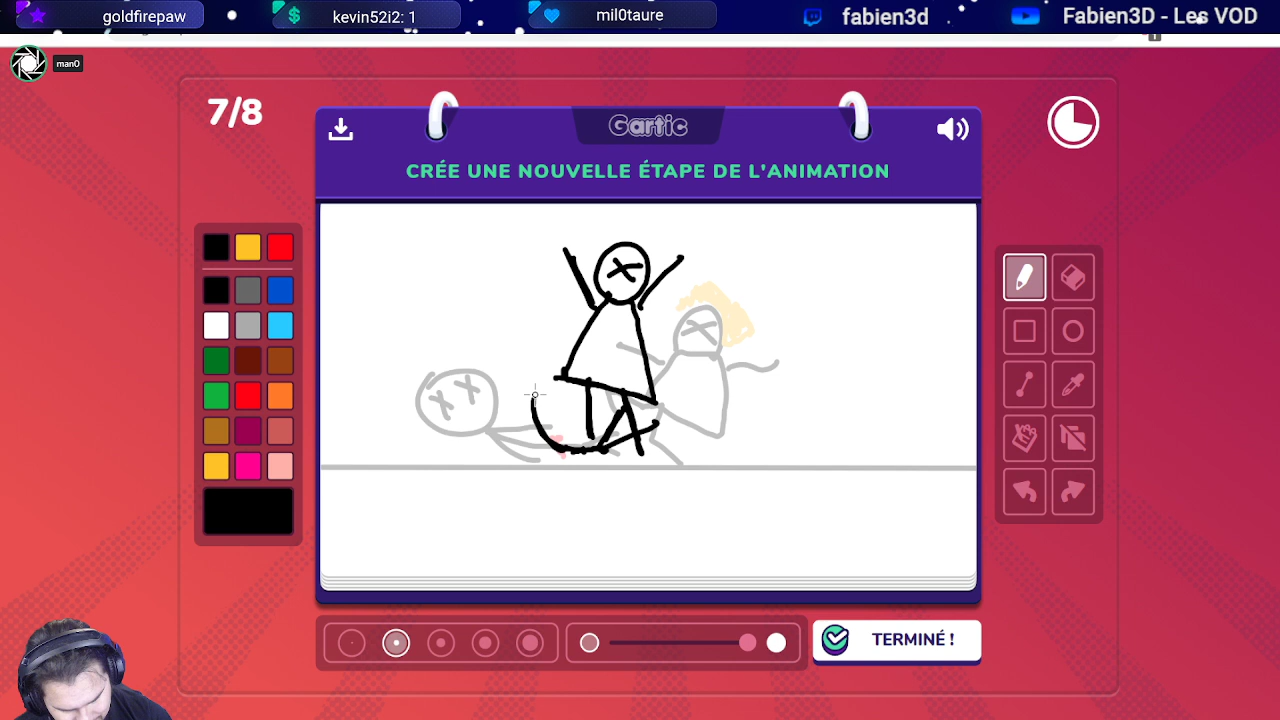 goldfirepaw
kevin52i2: 1
mil0taure
fabien3d
Fabien3D - Les VOD
man0
7/8
Gartic
CRÉE UNE NOUVELLE ÉTAPE DE L'ANIMATION
TERMINÉ !